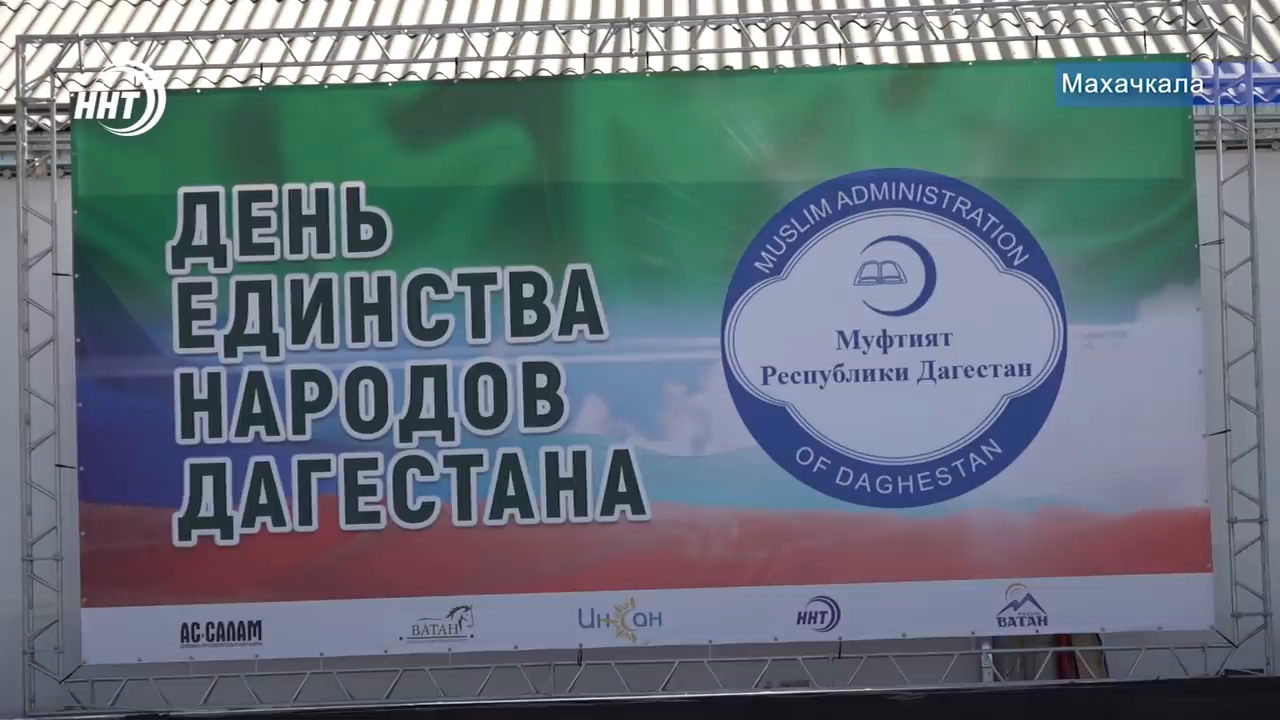 ННТ
Махачкала
ДЕНЬ
ЕДИНСТВА
НАРОДОВ
ДАГЕСТАНА
MUSLIM ADMINISTRATION
Муфтият
Республики Дагестан
OF DAGHESTAN
АС-САЛАМ
ВАТАН
ИНСАН
ННТ
ВАТАН